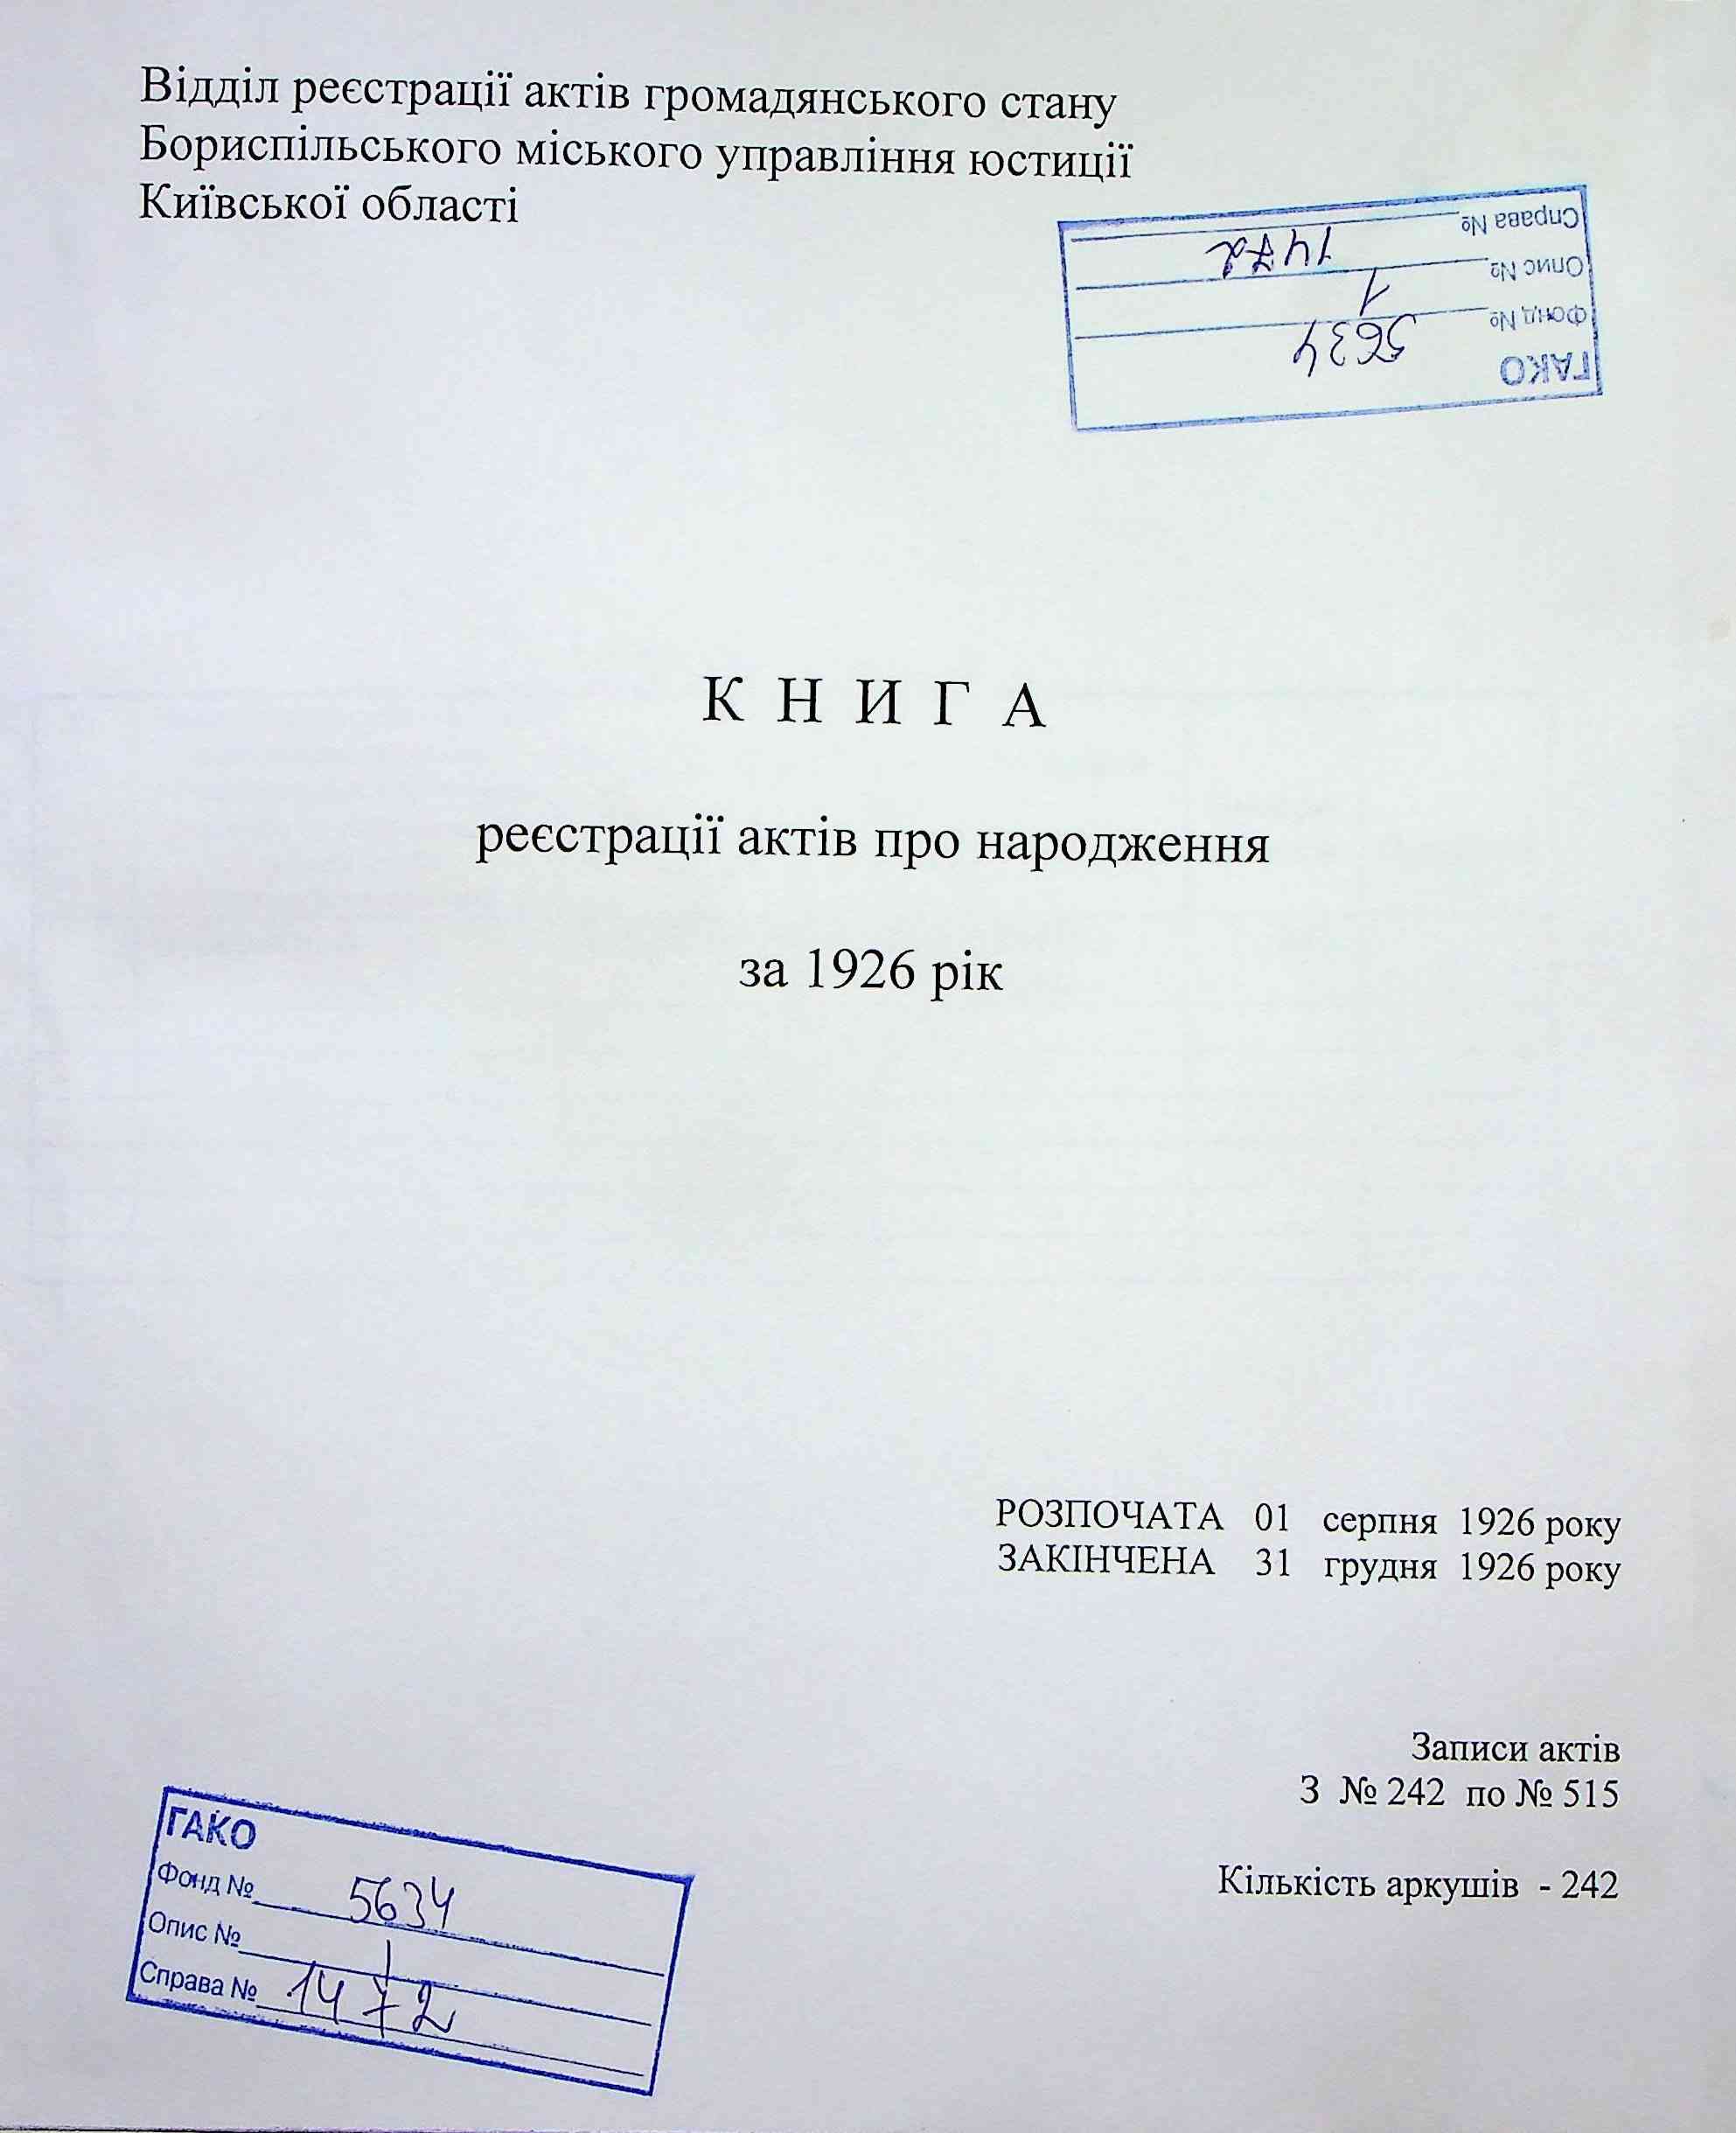 Відділ реєстрації актів громадянського стану
Бориспільського міського управління юстиції
Київської області
ГАКО
Фонд № 5634
Опис № 1
Справа № 1472
К Н И Г А
реєстрації актів про народження
за 1926 рік
РОЗПОЧАТА 01 серпня 1926 року
ЗАКІНЧЕНА 31 грудня 1926 року
Записи актів
З № 242 по № 515
Кількість аркушів - 242
ГАКО
Фонд № 5634
Опис № 1
Справа № 1472